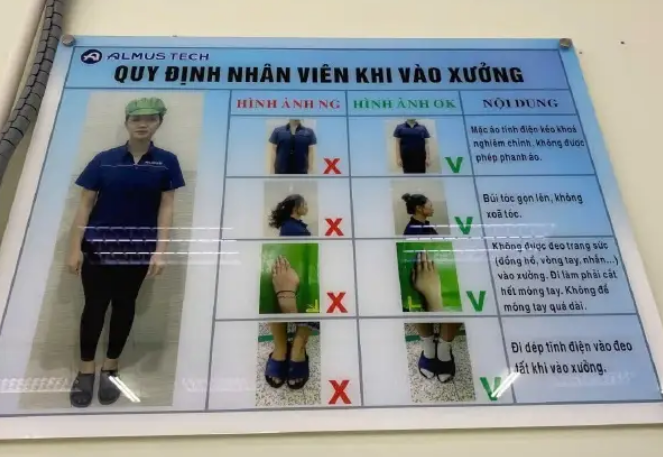 ALMUS TECH
QUY ĐỊNH NHÂN VIÊN KHI VÀO XƯỞNG
HÌNH ẢNH NG
HÌNH ẢNH OK
NỘI DUNG
X
V
Mặc áo tĩnh điện kéo khoá
nghiêm chỉnh, không được
phép phanh áo.
X
V
Búi tóc gọn lên, không
xoã tóc.
X
V
Không được đeo trang sức
(đồng hồ, vòng tay, nhẫn...)
vào xưởng. Đi làm phải cắt
hết móng tay. Không để
móng tay quá dài.
X
V
Đi dép tĩnh điện vào đeo
tất khi vào xưởng.